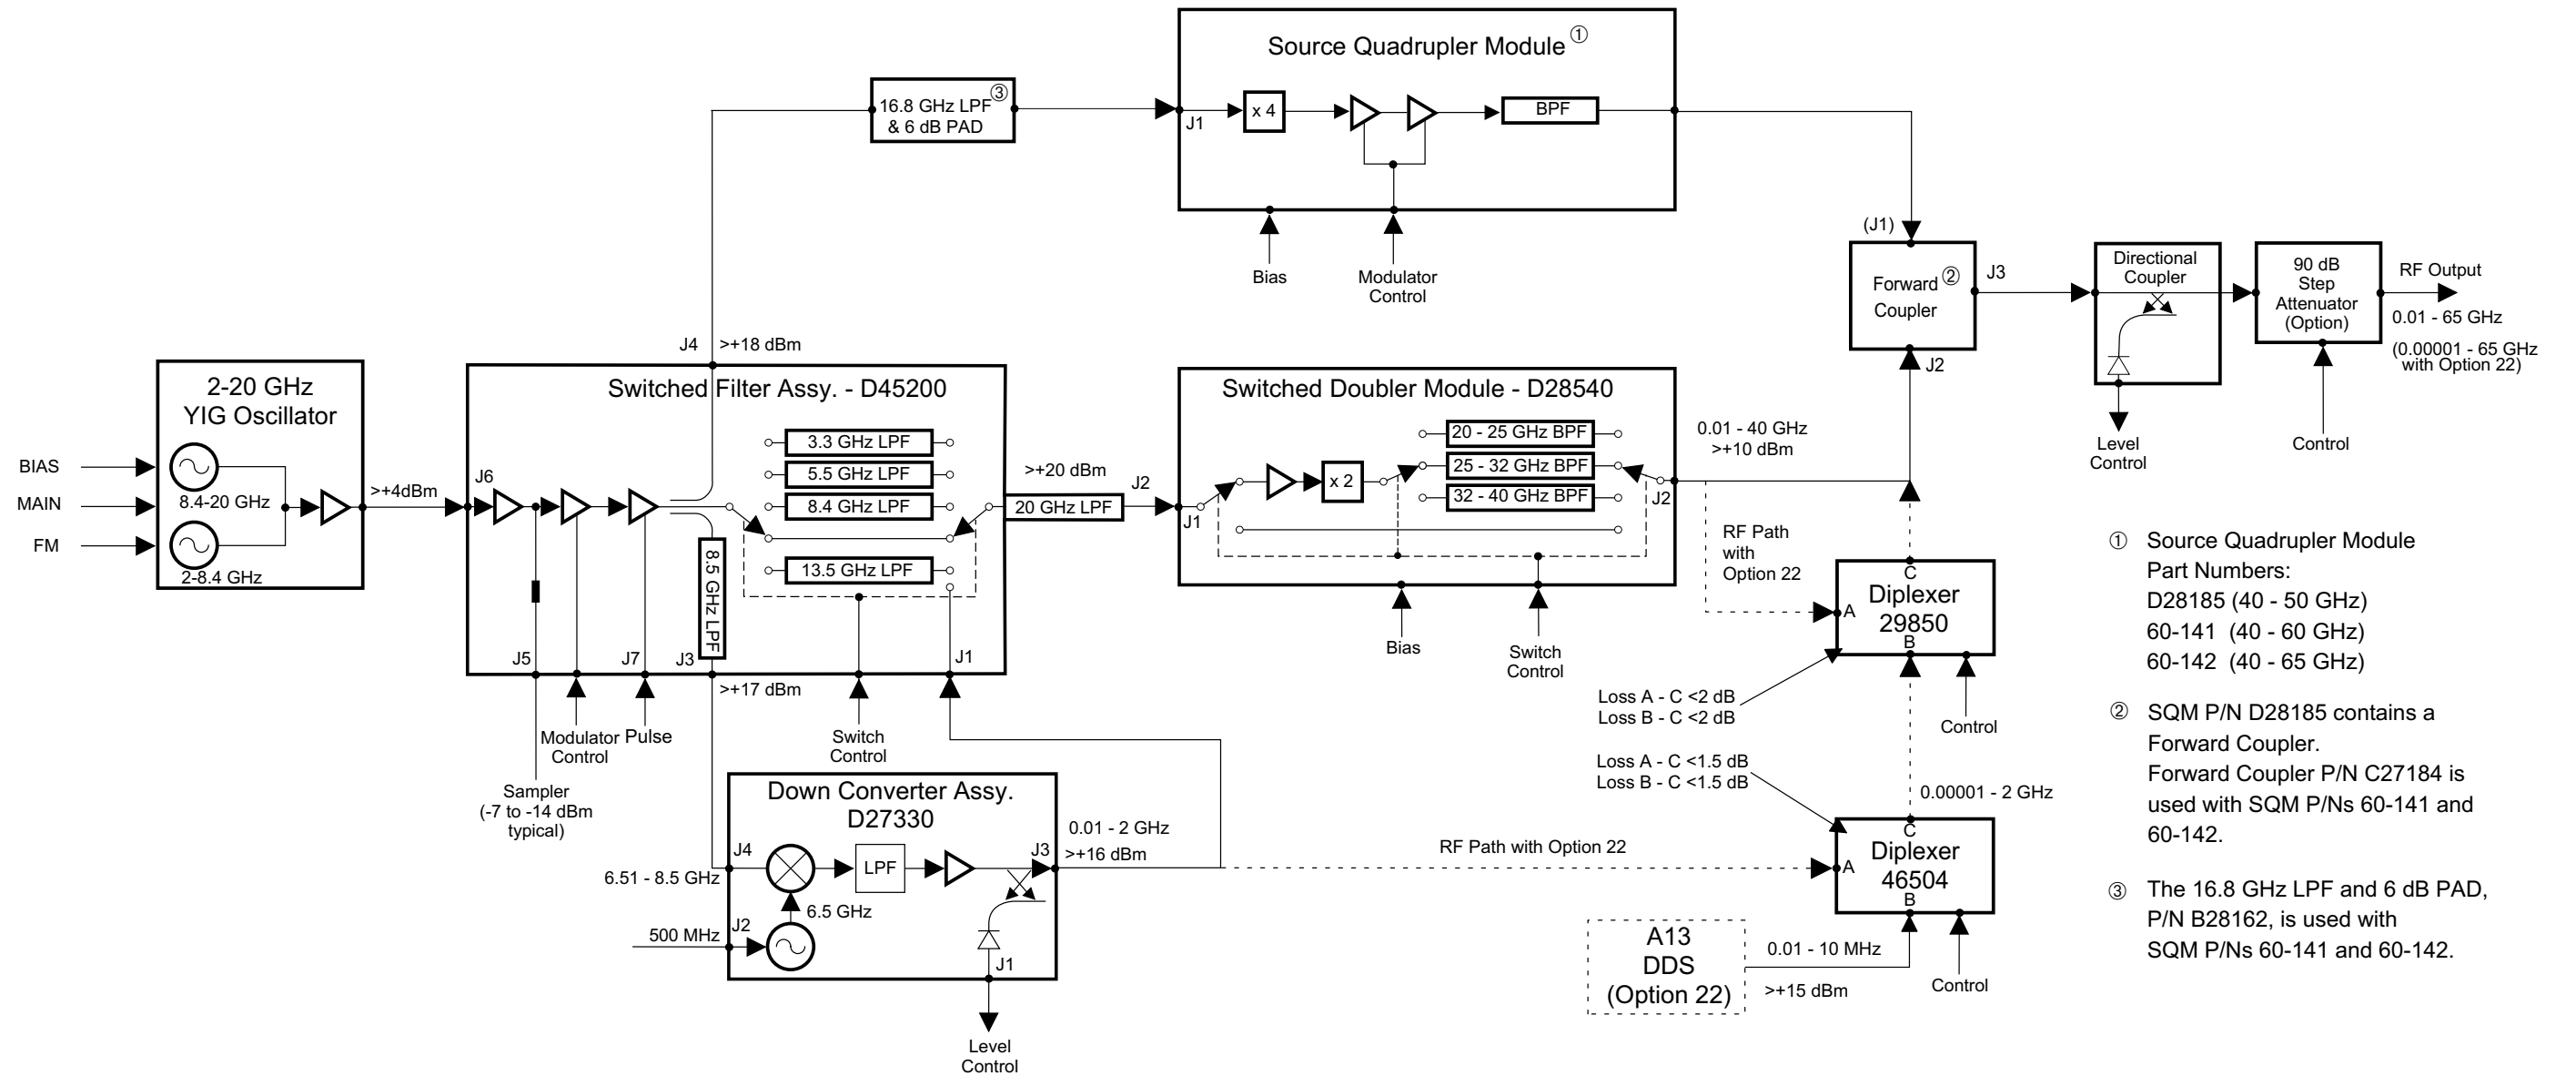 Source Quadrupler Module ①
16.8 GHz LPF ③
& 6 dB PAD
J1
x 4
BPF
Bias
Modulator
Control
(J1)
Forward ②
Coupler
J3
J2
Directional
Coupler
Level
Control
90 dB
Step
Attenuator
(Option)
Control
RF Output
0.01 - 65 GHz
(0.00001 - 65 GHz
with Option 22)
J4
>+18 dBm
2-20 GHz
YIG Oscillator
BIAS
MAIN
FM
8.4-20 GHz
2-8.4 GHz
>+4dBm
Switched Filter Assy. - D45200
J6
3.3 GHz LPF
5.5 GHz LPF
8.4 GHz LPF
13.5 GHz LPF
8.5 GHz LPF
J5
J7
J3
J1
>+20 dBm
20 GHz LPF
J2
Switched Doubler Module - D28540
J1
x 2
20 - 25 GHz BPF
25 - 32 GHz BPF
32 - 40 GHz BPF
J2
Bias
Switch
Control
0.01 - 40 GHz
>+10 dBm
RF Path
with
Option 22
C
Diplexer
29850
A
B
Control
Loss A - C <2 dB
Loss B - C <2 dB
Loss A - C <1.5 dB
Loss B - C <1.5 dB
0.00001 - 2 GHz
C
Diplexer
46504
A
B
Control
>+17 dBm
Modulator
Control
Pulse
Switch
Control
Sampler
(-7 to -14 dBm
typical)
Down Converter Assy.
D27330
J4
LPF
J3
6.51 - 8.5 GHz
6.5 GHz
500 MHz
J2
J1
Level
Control
0.01 - 2 GHz
>+16 dBm
RF Path with Option 22
A13
DDS
(Option 22)
0.01 - 10 MHz
>+15 dBm
① Source Quadrupler Module
Part Numbers:
D28185 (40 - 50 GHz)
60-141 (40 - 60 GHz)
60-142 (40 - 65 GHz)
② SQM P/N D28185 contains a
Forward Coupler.
Forward Coupler P/N C27184 is
used with SQM P/Ns 60-141 and
60-142.
③ The 16.8 GHz LPF and 6 dB PAD,
P/N B28162, is used with
SQM P/Ns 60-141 and 60-142.